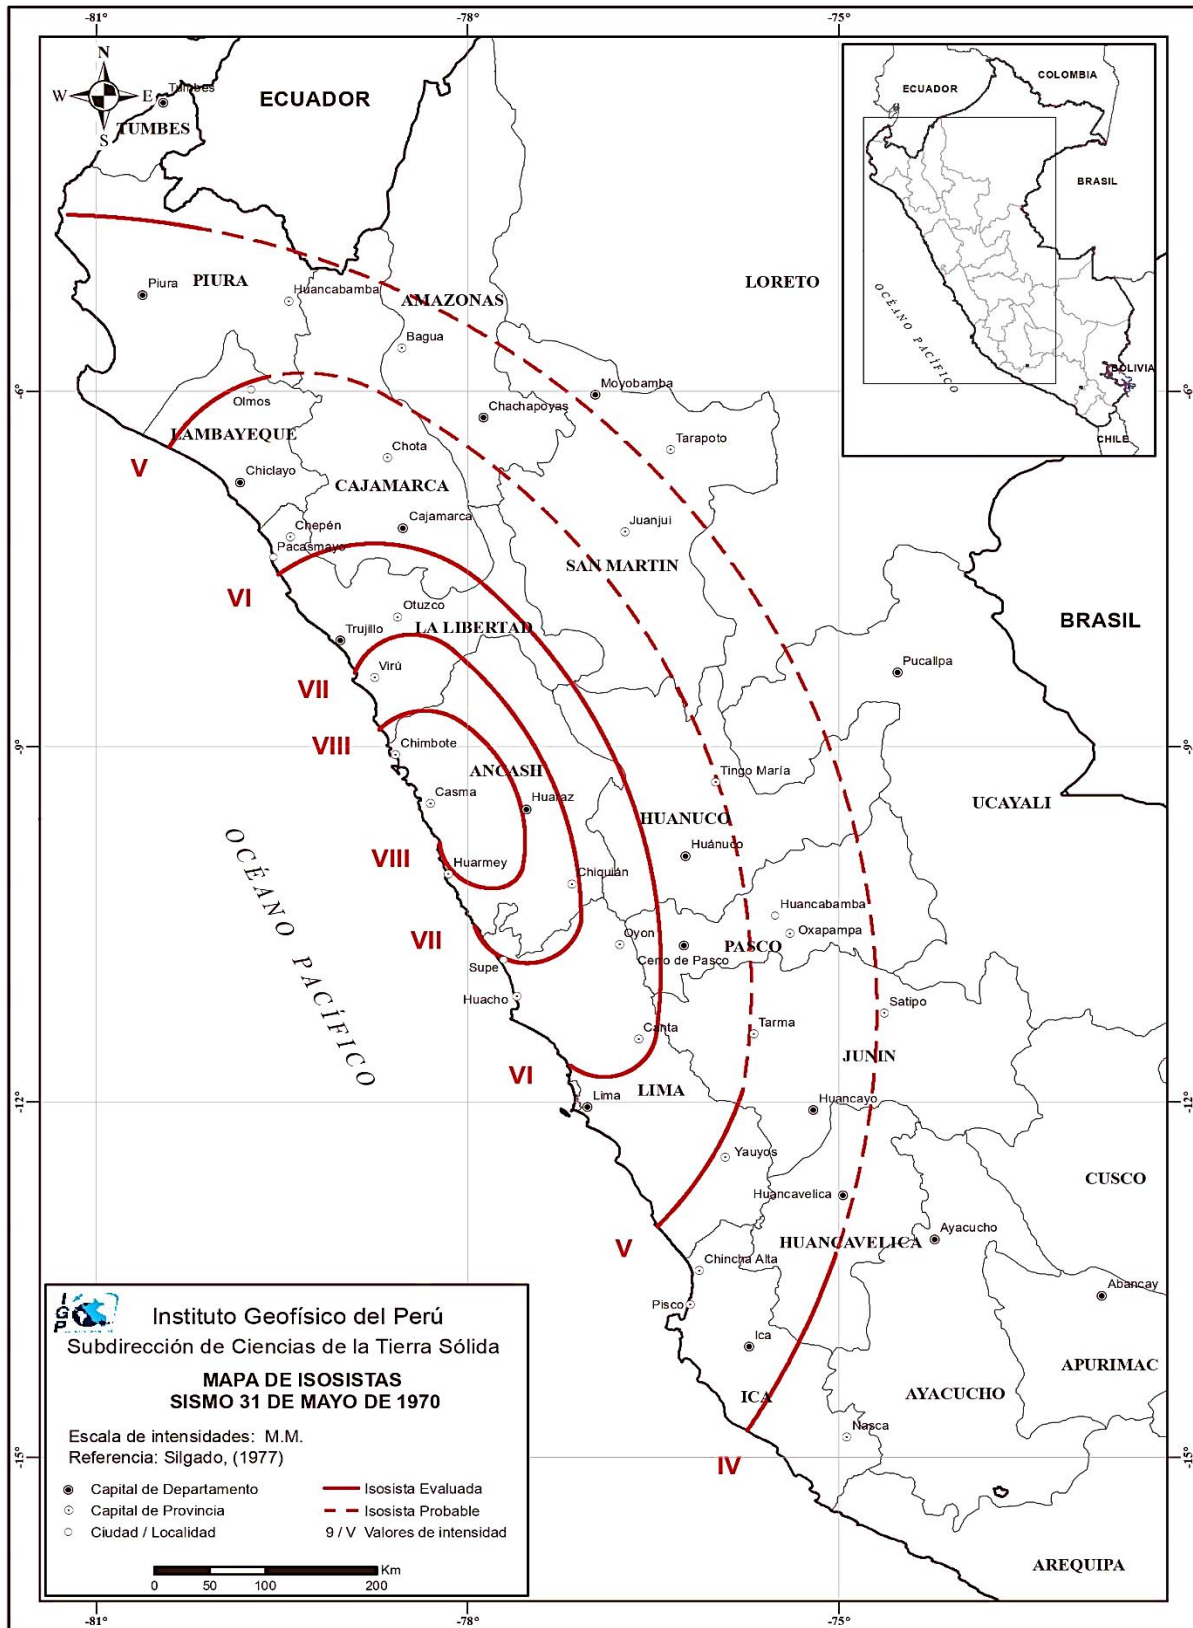 -81°
-78°
-75°
N
W
E
S
Tumbes
TUMBES
ECUADOR
ECUADOR
COLOMBIA
BRASIL
OCÉANO PACÍFICO
BOLIVIA
CHILE
PIURA
Piura
Huancabamba
AMAZONAS
Bagua
LORETO
-6°
-6°
Olmos
Moyobamba
Chachapoyas
LAMBAYEQUE
V
Chota
Tarapoto
Chiclayo
CAJAMARCA
Chepén
Cajamarca
Juanjui
Pacasmayo
SAN MARTIN
VI
Otuzco
LA LIBERTAD
Trujillo
BRASIL
Virú
Pucallpa
VII
VIII
-9°
-9°
Chimbote
ANCASH
Tingo María
Casma
Huaraz
UCAYALI
HUANUCO
Huánuco
VIII
Huarmey
Chiquián
OCÉANO PACÍFICO
Huancabamba
VII
Oyon
Oxapampa
PASCO
Cerro de Pasco
Supe
Huacho
Satipo
Canta
Tarma
JUNIN
VI
LIMA
Lima
Huancayo
-12°
-12°
Yauyos
CUSCO
Huancavelica
V
HUANCAVELICA
Ayacucho
Chincha Alta
Pisco
Abancay
Ica
APURIMAC
ICA
AYACUCHO
Nasca
IV
-15°
-15°
AREQUIPA
IGP
Instituto Geofísico del Perú
Subdirección de Ciencias de la Tierra Sólida
MAPA DE ISOSISTAS
SISMO 31 DE MAYO DE 1970
Escala de intensidades: M.M.
Referencia: Silgado, (1977)
Capital de Departamento
Isosista Evaluada
Capital de Provincia
Isosista Probable
Ciudad / Localidad
9 / V Valores de intensidad
Km
0 50 100 200
-81°
-78°
-75°